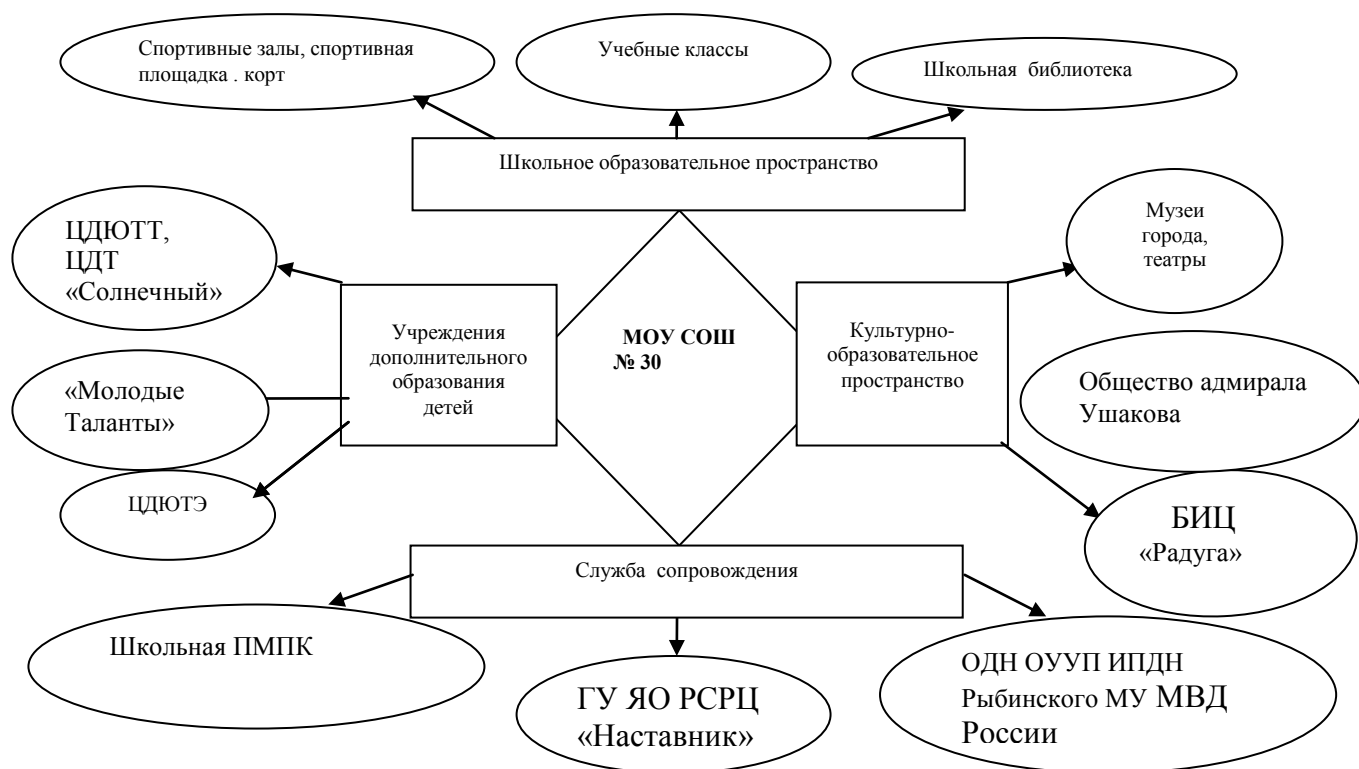 Спортивные залы, спортивная
площадка . корт
Учебные классы
Школьная библиотека
Школьное образовательное пространство
ЦДЮТТ,
ЦДТ
«Солнечный»
Музеи
города,
театры
Учреждения
дополнительного
образования
детей
МОУ СОШ
№ 30
Культурно-
образовательное
пространство
«Молодые
Таланты»
Общество адмирала
Ушакова
ЦДЮТЭ
БИЦ
«Радуга»
Служба сопровождения
Школьная ПМПК
ГУ ЯО РСРЦ
«Наставник»
ОДН ОУУП ИПДН
Рыбинского МУ МВД
России